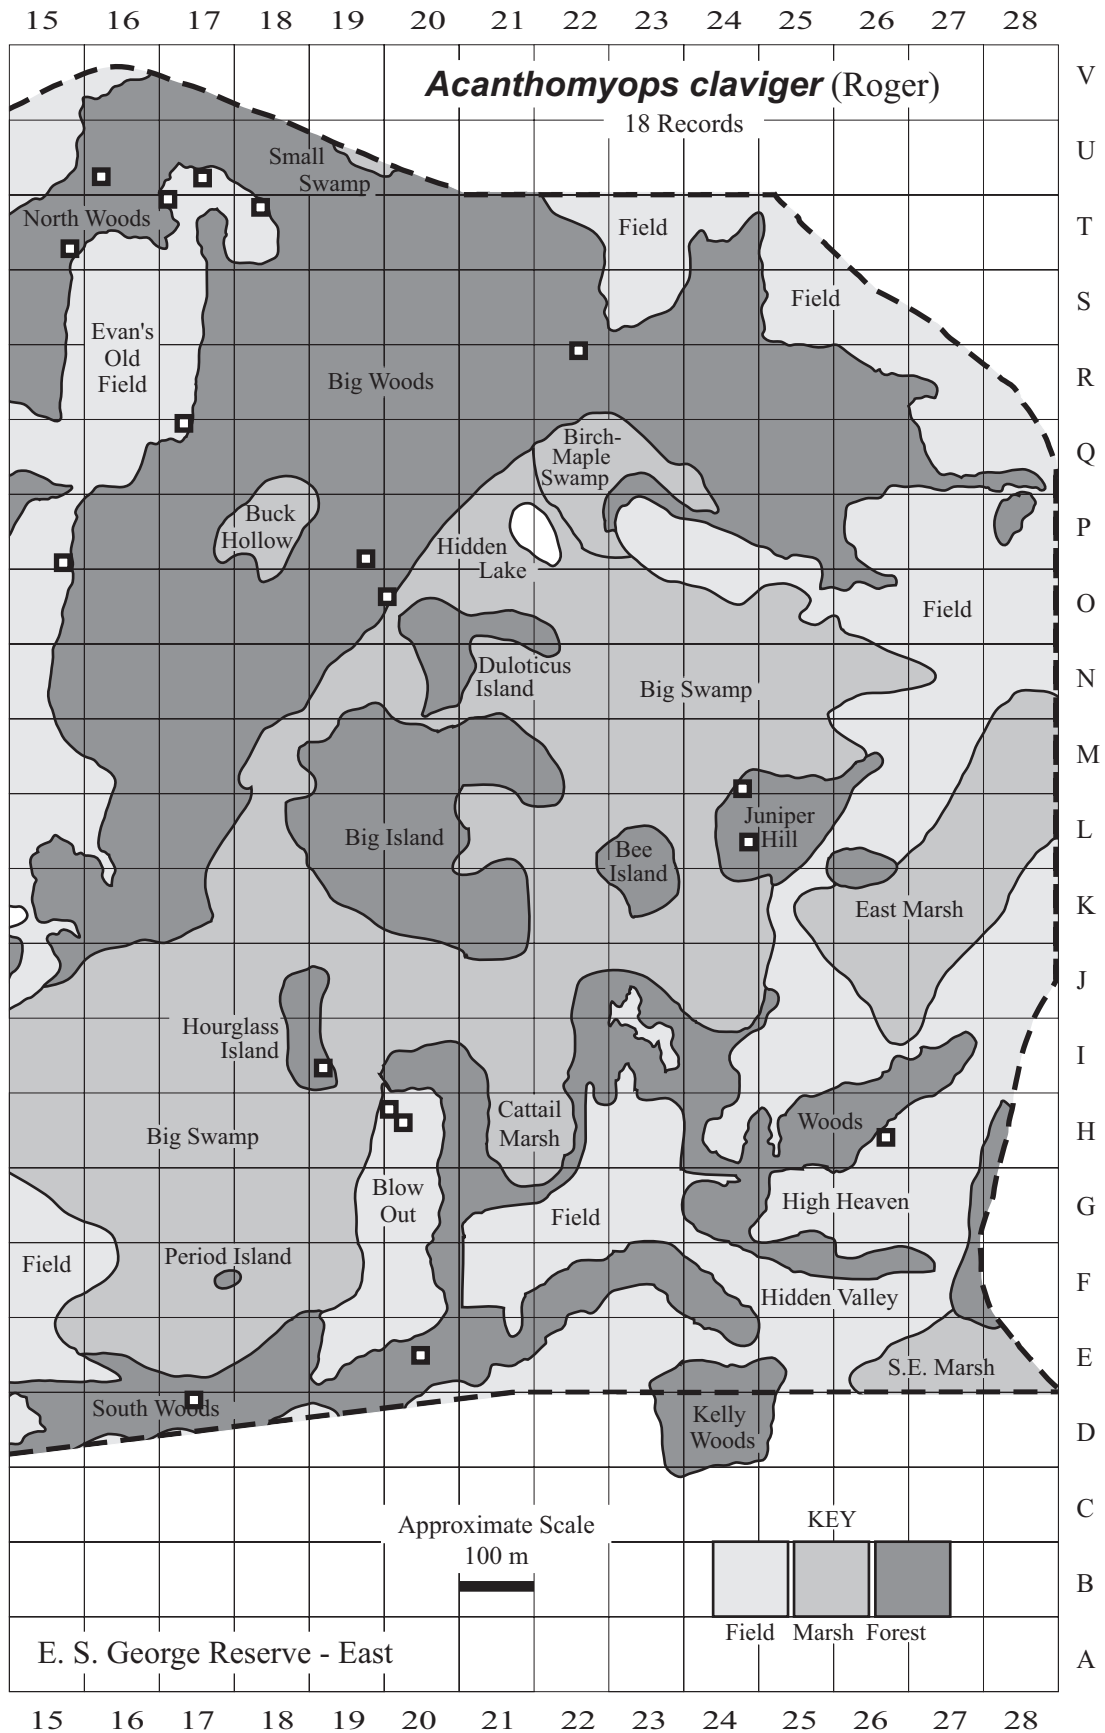 15 16 17 18 19 20 21 22 23 24 25 26 27 28
V
Acanthomyops claviger (Roger)
18 Records
U
Small
Swamp
North Woods
Field
T
Field
S
Evan's
Old
Field
Big Woods
R
Birch-
Maple
Swamp
Q
Buck
Hollow
Hidden
Lake
P
Field
O
Duloticus
Island
Big Swamp
N
M
Juniper
Hill
Big Island
L
Bee
Island
East Marsh
K
J
Hourglass
Island
I
Cattail
Marsh
Woods
Big Swamp
H
Blow
Out
Field
High Heaven
G
Field
Period Island
Hidden Valley
F
S.E. Marsh
E
South Woods
Kelly
Woods
D
Approximate Scale
100 m
KEY
C
B
Field Marsh Forest
E. S. George Reserve - East
A
15 16 17 18 19 20 21 22 23 24 25 26 27 28